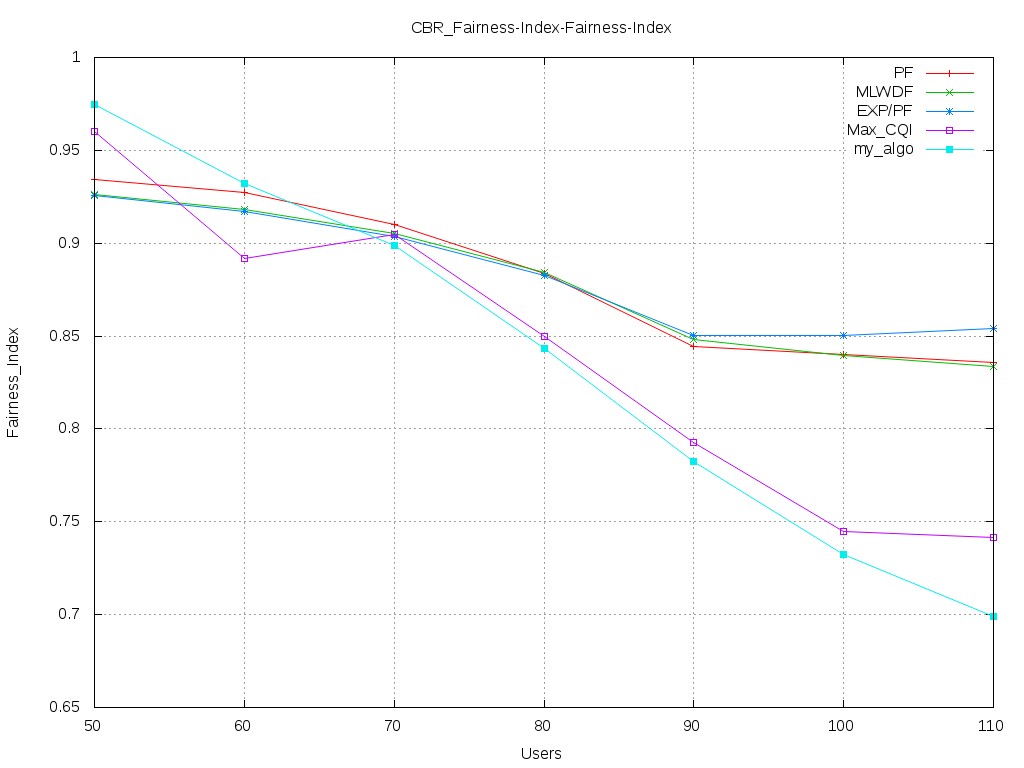 CBR_Fairness-Index-Fairness-Index
1
0.95
0.9
0.85
0.8
0.75
0.7
0.65
50 60 70 80 90 100 110
Fairness_Index
Users
PF
MLWDF
EXP/PF
Max_CQI
my_algo